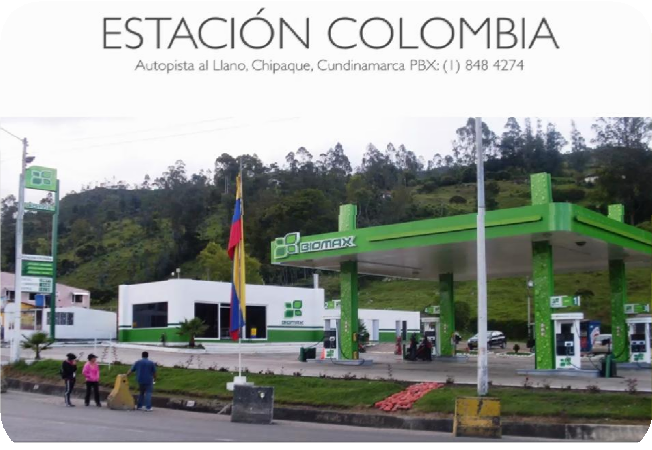 ESTACIÓN COLOMBIA
Autopista al Llano, Chipaque, Cundinamarca PBX: (1) 848 4274
BIOMAX